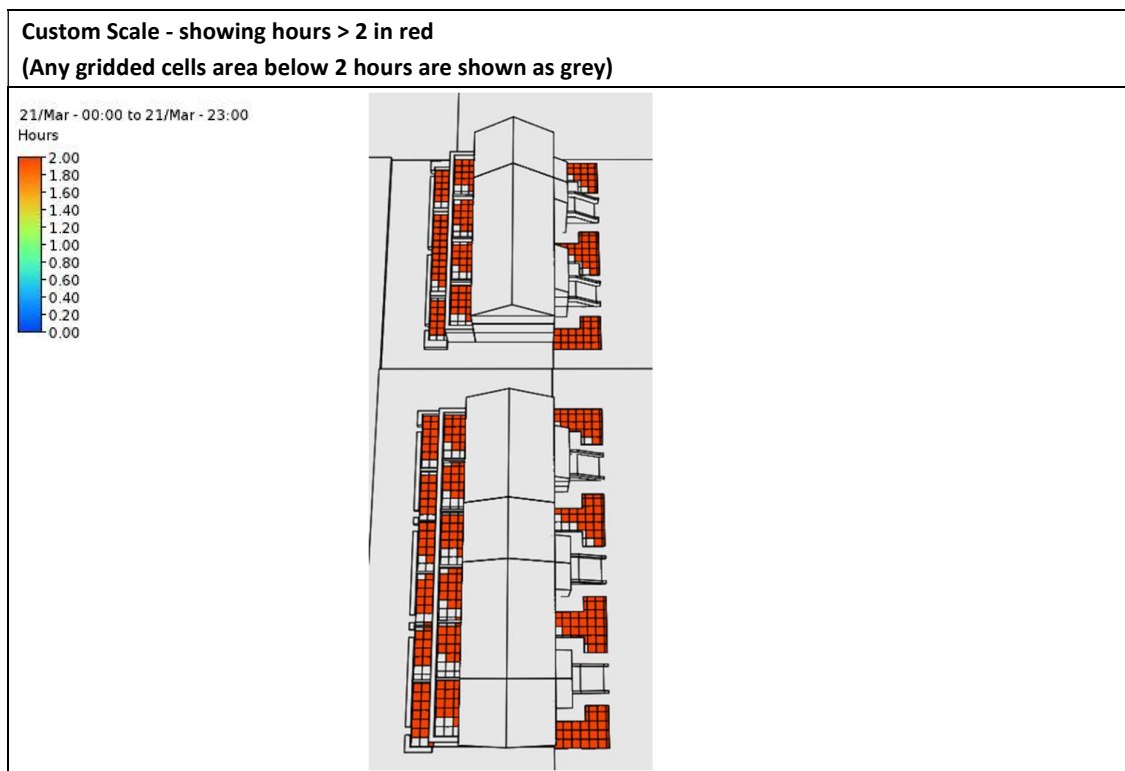 Custom Scale - showing hours > 2 in red
(Any gridded cells area below 2 hours are shown as grey)
21/Mar - 00:00 to 21/Mar - 23:00
Hours
2.00
1.80
1.60
1.40
1.20
1.00
0.80
0.60
0.40
0.20
0.00